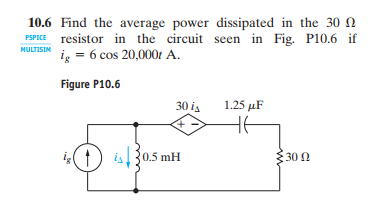 10.6 Find the average power dissipated in the 30 Ω
PSPICE resistor in the circuit seen in Fig. P10.6 if
MULTISIM i_g = 6 cos 20,000t A.
Figure P10.6
30 i_Δ 1.25 μF
+ −
i_g i_Δ 0.5 mH 30 Ω